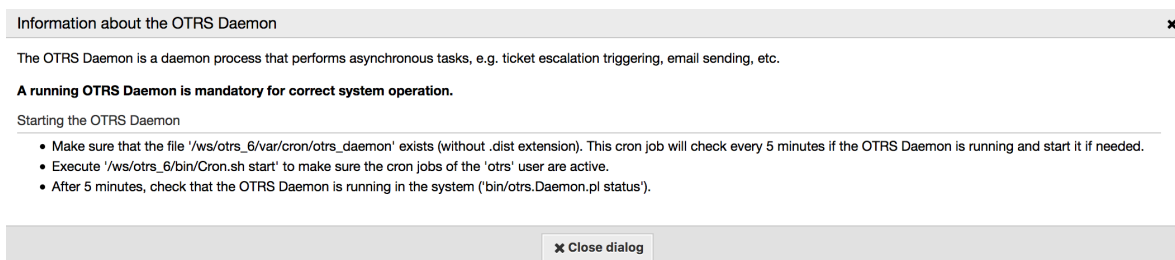 Information about the OTRS Daemon
The OTRS Daemon is a daemon process that performs asynchronous tasks, e.g. ticket escalation triggering, email sending, etc.
A running OTRS Daemon is mandatory for correct system operation.
Starting the OTRS Daemon
• Make sure that the file '/ws/otrs_6/var/cron/otrs_daemon' exists (without .dist extension). This cron job will check every 5 minutes if the OTRS Daemon is running and start it if needed.
• Execute '/ws/otrs_6/bin/Cron.sh start' to make sure the cron jobs of the 'otrs' user are active.
• After 5 minutes, check that the OTRS Daemon is running in the system ('bin/otrs.Daemon.pl status').
Close dialog